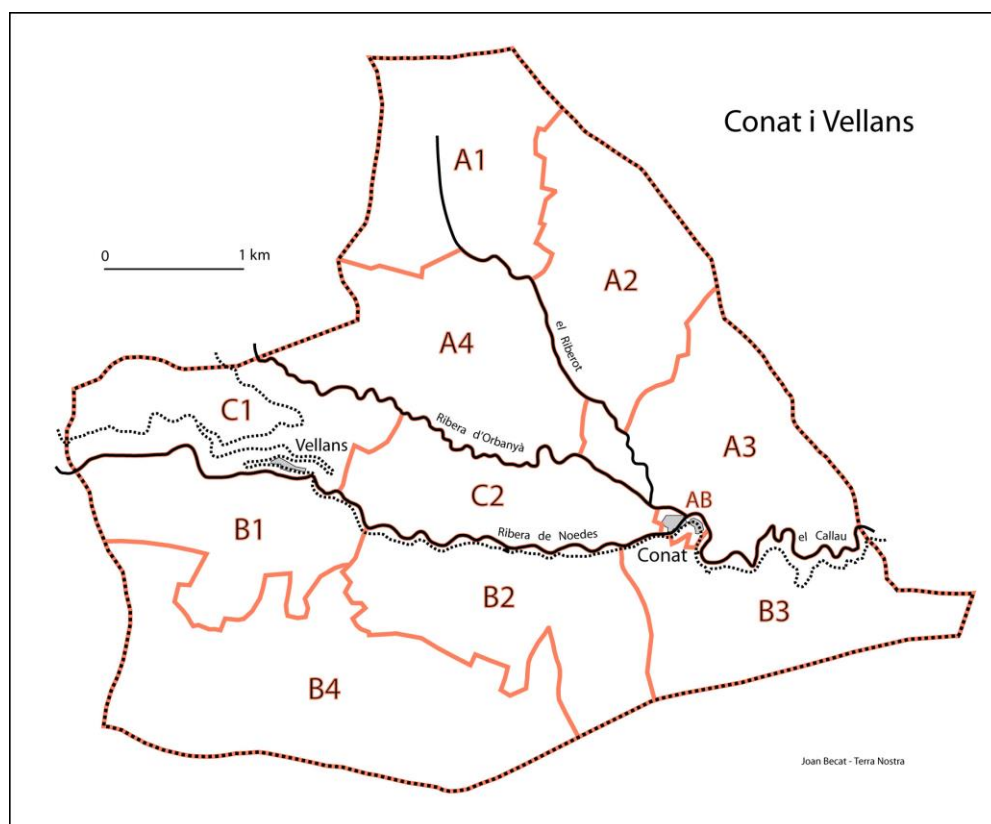 Conat i Vellans
A1
0 1 km
A2
el Riberot
A4
C1
Ribera d'Orbanyà
Vellans
A3
C2
AB
B1
Ribera de Noedes
Conat
el Callau
B2
B3
B4
Joan Becat - Terra Nostra